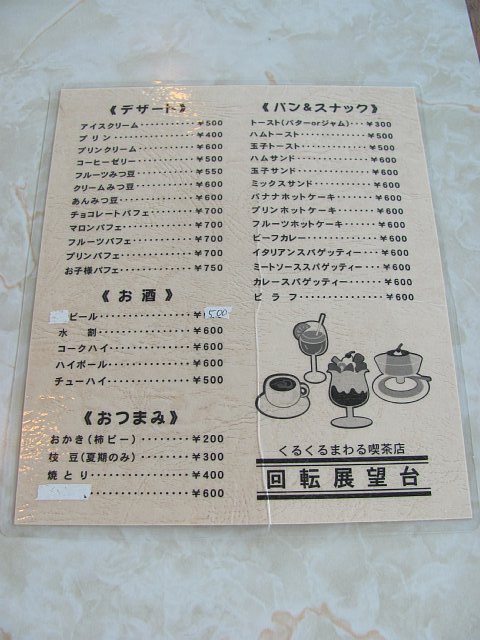 《デザート》
アイスクリーム・・・・・・・・¥500
プリン・・・・・・・・・・・・¥400
プリンクリーム・・・・・・・・¥600
コーヒーゼリー・・・・・・・・¥500
フルーツみつ豆・・・・・・・・¥550
クリームみつ豆・・・・・・・・¥600
あんみつ豆・・・・・・・・・・¥600
チョコレートパフェ・・・・・・¥700
マロンパフェ・・・・・・・・・¥700
フルーツパフェ・・・・・・・・¥700
プリンパフェ・・・・・・・・・¥700
お子様パフェ・・・・・・・・・¥750
《お酒》
ビール・・・・・・・・・・¥500
水 割・・・・・・・・・・¥600
コークハイ・・・・・・・・¥600
ハイボール・・・・・・・・¥600
チューハイ・・・・・・・・¥500
《おつまみ》
おかき(柿ピー)・・・・・・・・¥200
枝 豆(夏期のみ)・・・・・・・¥300
焼とり・・・・・・・・・・・・¥400
・・・・・・・・・・¥600
《パン&スナック》
トースト(バターorジャム)・・・¥300
ハムトースト・・・・・・・・・・¥500
玉子トースト・・・・・・・・・・¥500
ハムサンド・・・・・・・・・・・¥600
玉子サンド・・・・・・・・・・・¥600
ミックスサンド・・・・・・・・・¥600
バナナホットケーキ・・・・・・・¥600
プリンホットケーキ・・・・・・・¥600
フルーツホットケーキ・・・・・・¥600
ビーフカレー・・・・・・・・・・¥600
イタリアンスパゲッティー・・・・¥600
ミートソーススパゲッティー・・・¥600
カレースパゲッティー・・・・・・¥600
ピラフ・・・・・・・・・・・・・¥600
くるくるまわる喫茶店
回転展望台